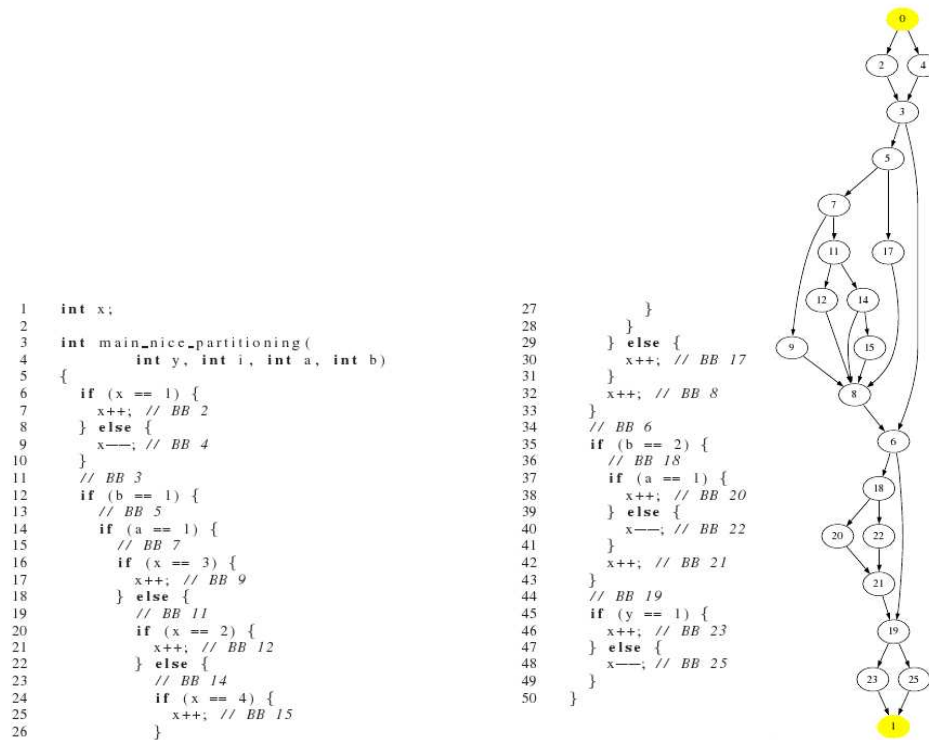 1 int x;
2
3 int main_nice_partitioning(
4 int y, int i, int a, int b)
5 {
6 if (x == 1) {
7 x++; // BB 2
8 } else {
9 x--; // BB 4
10 }
11 // BB 3
12 if (b == 1) {
13 // BB 5
14 if (a == 1) {
15 // BB 7
16 if (x == 3) {
17 x++; // BB 9
18 } else {
19 // BB 11
20 if (x == 2) {
21 x++; // BB 12
22 } else {
23 // BB 14
24 if (x == 4) {
25 x++; // BB 15
26 }
27 }
28 }
29 } else {
30 x++; // BB 17
31 }
32 x++; // BB 8
33 }
34 // BB 6
35 if (b == 2) {
36 // BB 18
37 if (a == 1) {
38 x++; // BB 20
39 } else {
40 x--; // BB 22
41 }
42 x++; // BB 21
43 }
44 // BB 19
45 if (y == 1) {
46 x++; // BB 23
47 } else {
48 x--; // BB 25
49 }
50 }
0
2 4
3
5
7
11 17
12 14
9 15
8
6
18
20 22
21
19
23 25
1